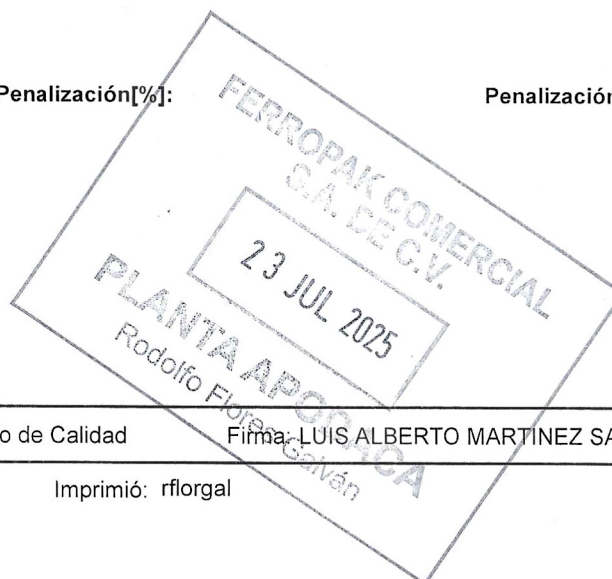 Penalización[%]:
Penalización
FERROPAK COMERCIAL
S.A. DE C.V.
23 JUL 2025
PLANTA APODACA
Rodolfo Flores Galván
o de Calidad
Firma: LUIS ALBERTO MARTINEZ SA
Imprimió: rflorgal